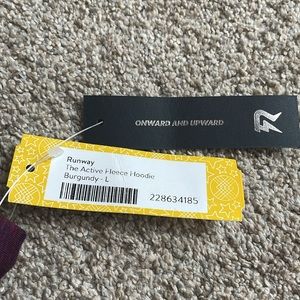 ONWARD AND UPWARD
Runway
The Active Fleece Hoodie
Burgundy - L
228634185